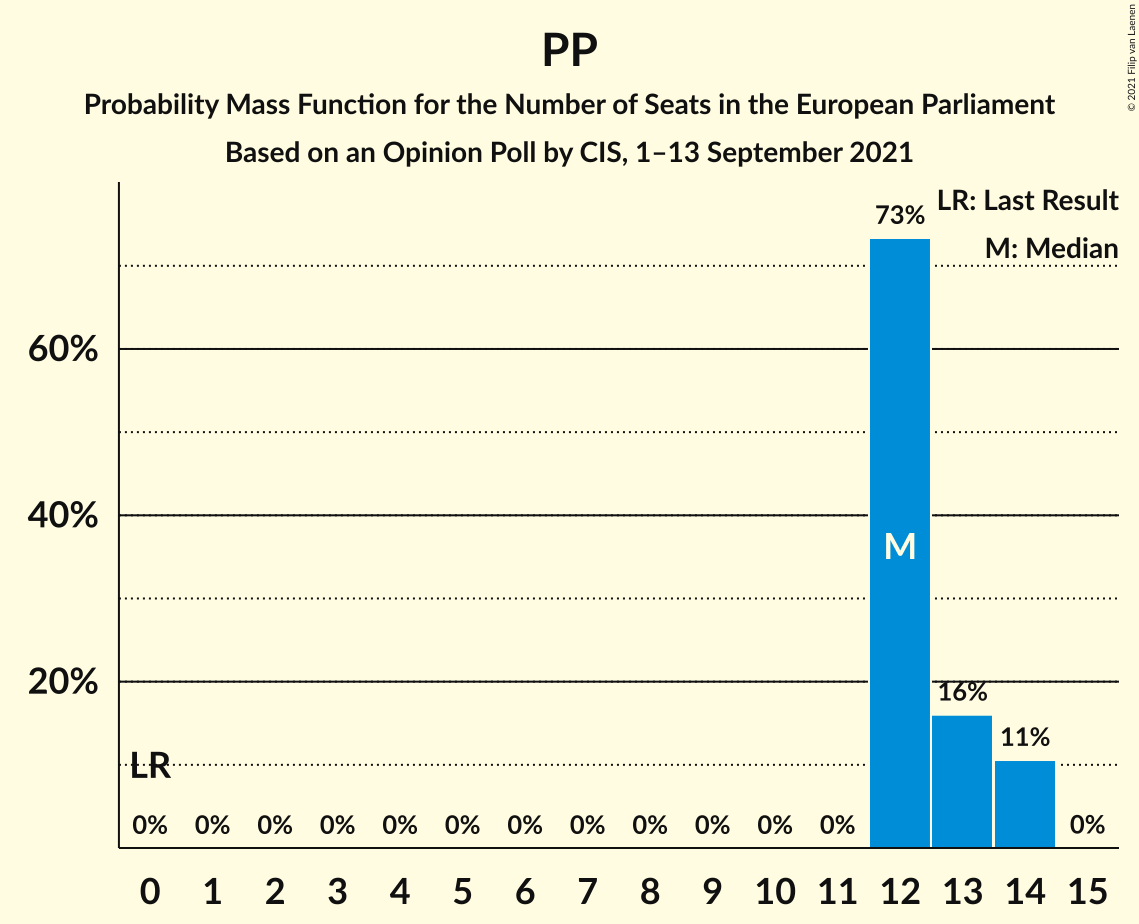 PP
Probability Mass Function for the Number of Seats in the European Parliament
Based on an Opinion Poll by CIS, 1–13 September 2021
© 2021 Filip van Laenen
LR: Last Result
M: Median
73%
60%
40%
M
20%
16%
11%
LR
0% 0% 0% 0% 0% 0% 0% 0% 0% 0% 0% 0% 0%
0 1 2 3 4 5 6 7 8 9 10 11 12 13 14 15